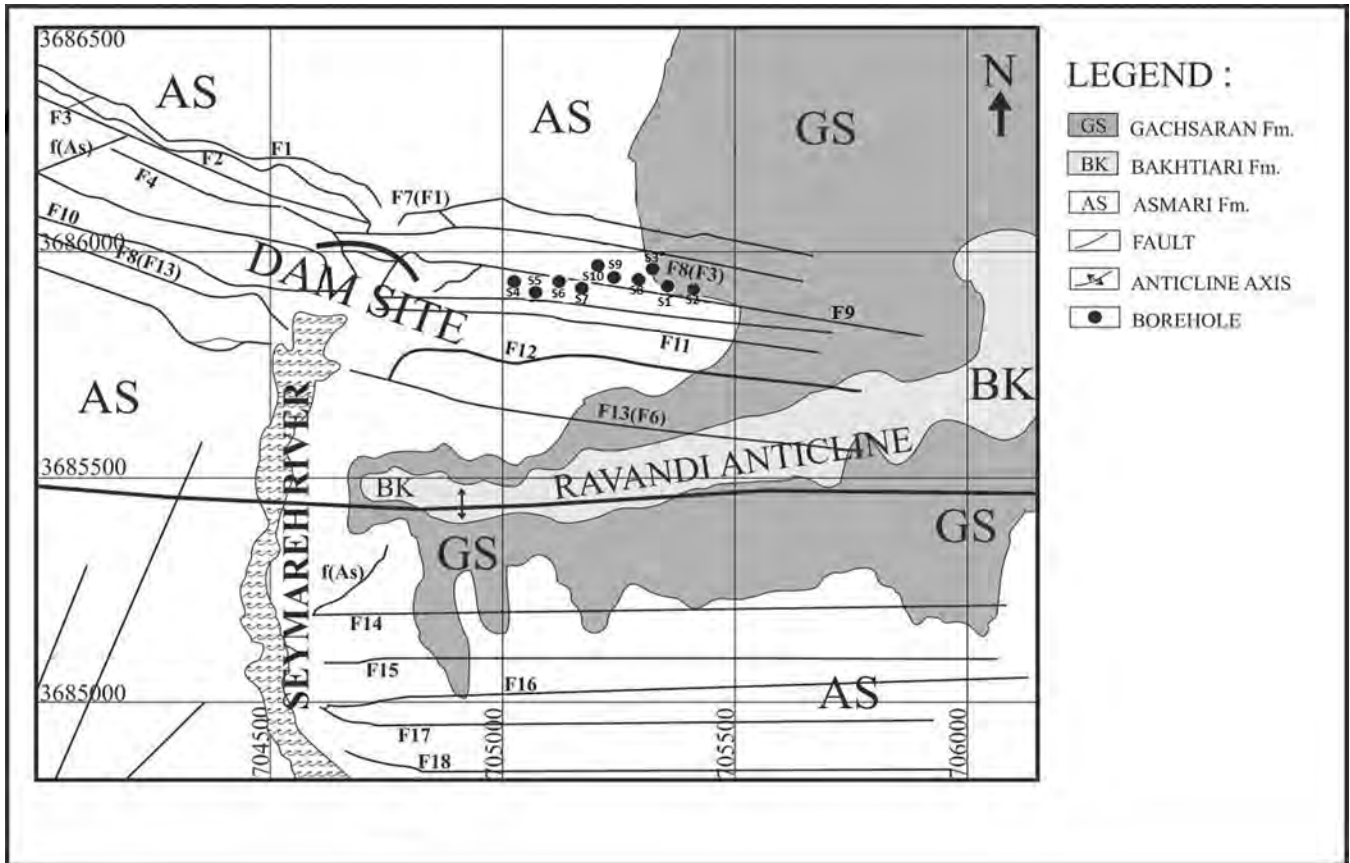 3686500
AS
AS
GS
F3
f(As)
F2
F1
F4
F7(F1)
F10
3686000
F8(F13)
DAM SITE
S3
S9
S10
F8(F3)
S5
S4
S6
S7
S8
S1
S2
F9
F11
F12
AS
BK
F13(F6)
RAVANDI ANTICLINE
3685500
BK
SEYMAREH RIVER
GS
GS
f(As)
F14
F15
F16
AS
3685000
F17
F18
704500
705000
705500
706000
N
LEGEND :
GS GACHSARAN Fm.
BK BAKHTIARI Fm.
AS ASMARI Fm.
FAULT
ANTICLINE AXIS
BOREHOLE